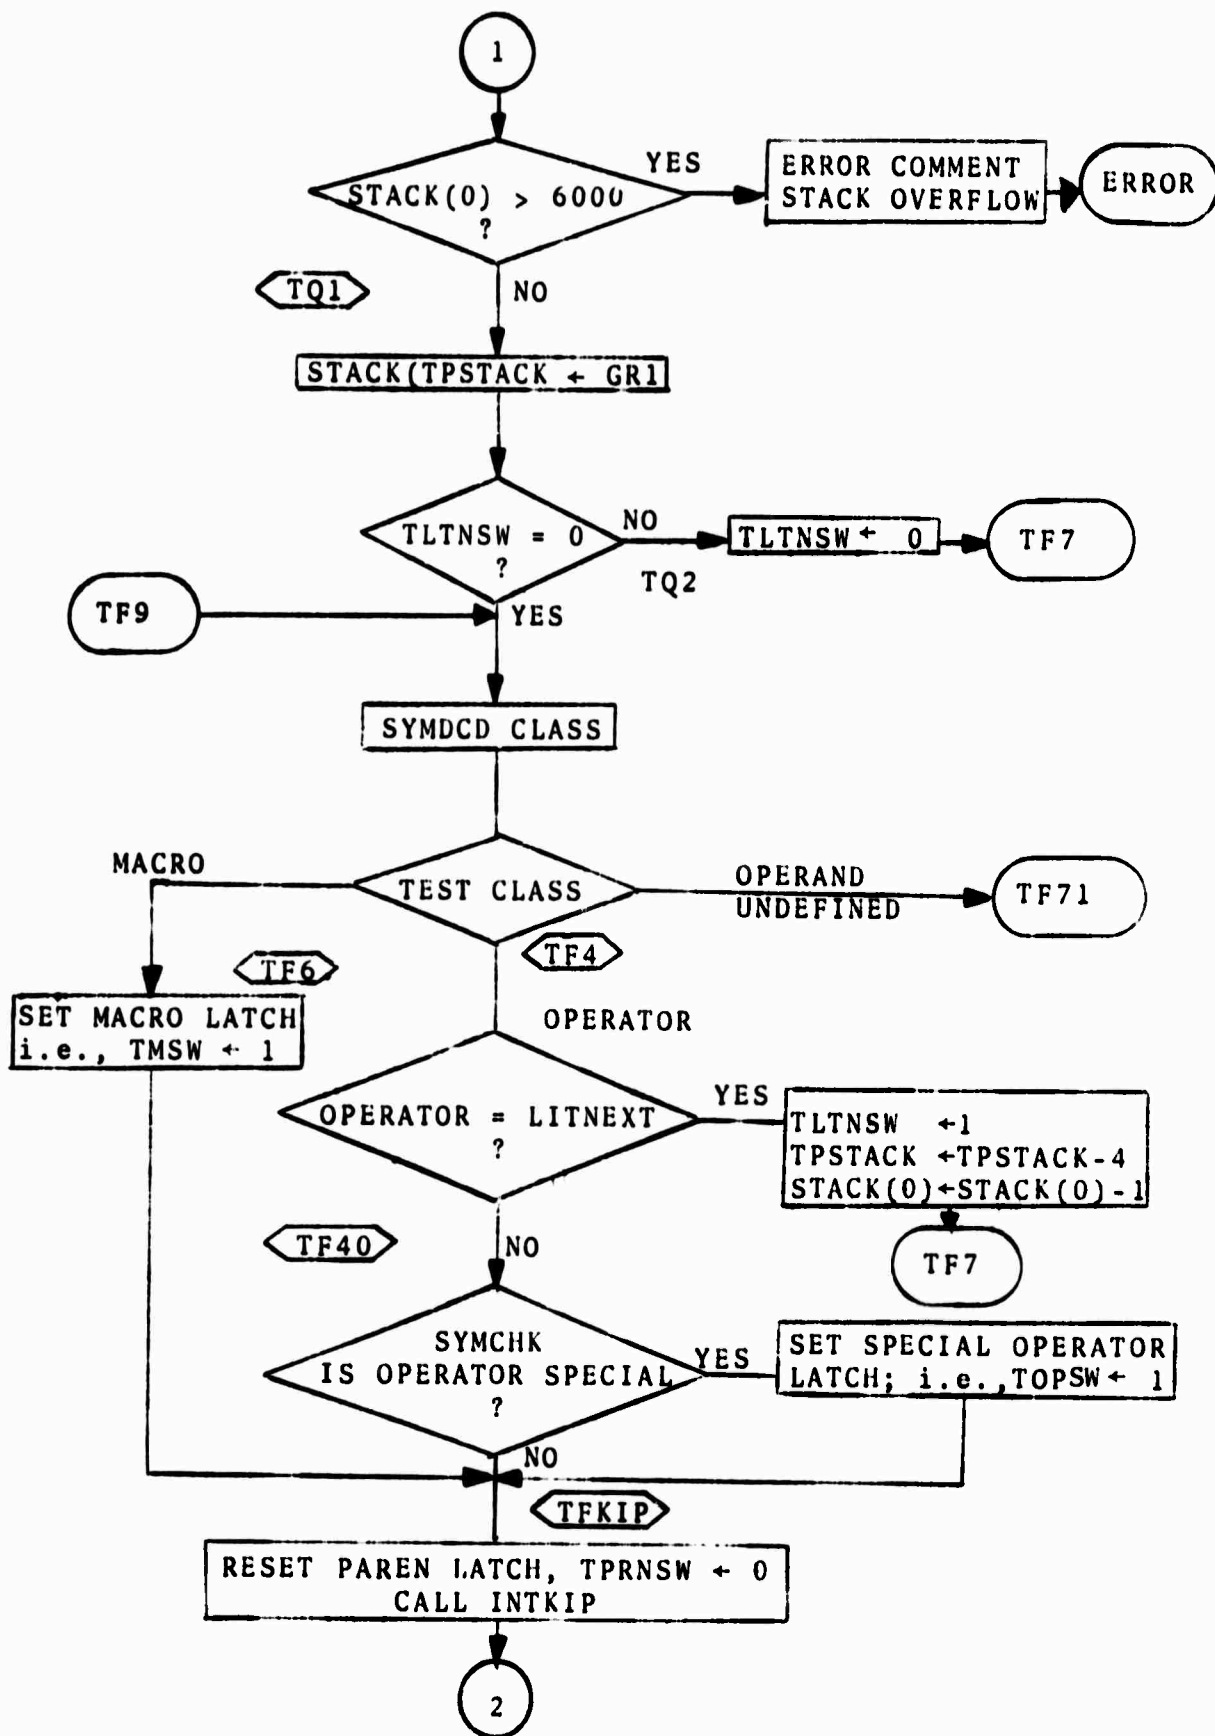 1
STACK(0) > 6000
?
YES
ERROR COMMENT
STACK OVERFLOW
ERROR
TQ1
NO
STACK(TPSTACK ← GR1
TLTNSW = 0
?
NO
TQ2
TLTNSW ← 0
TF7
TF9
YES
SYMDCD CLASS
MACRO
TEST CLASS
OPERAND
UNDEFINED
TF71
TF6
TF4
SET MACRO LATCH
i.e., TMSW ← 1
OPERATOR
OPERATOR = LITNEXT
?
YES
TLTNSW ←1
TPSTACK ←TPSTACK-4
STACK(0)←STACK(0)-1
TF7
TF40
NO
SYMCHK
IS OPERATOR SPECIAL
?
YES
SET SPECIAL OPERATOR
LATCH; i.e.,TOPSW ← 1
NO
TFKIP
RESET PAREN LATCH, TPRNSW ← 0
CALL INTKIP
2